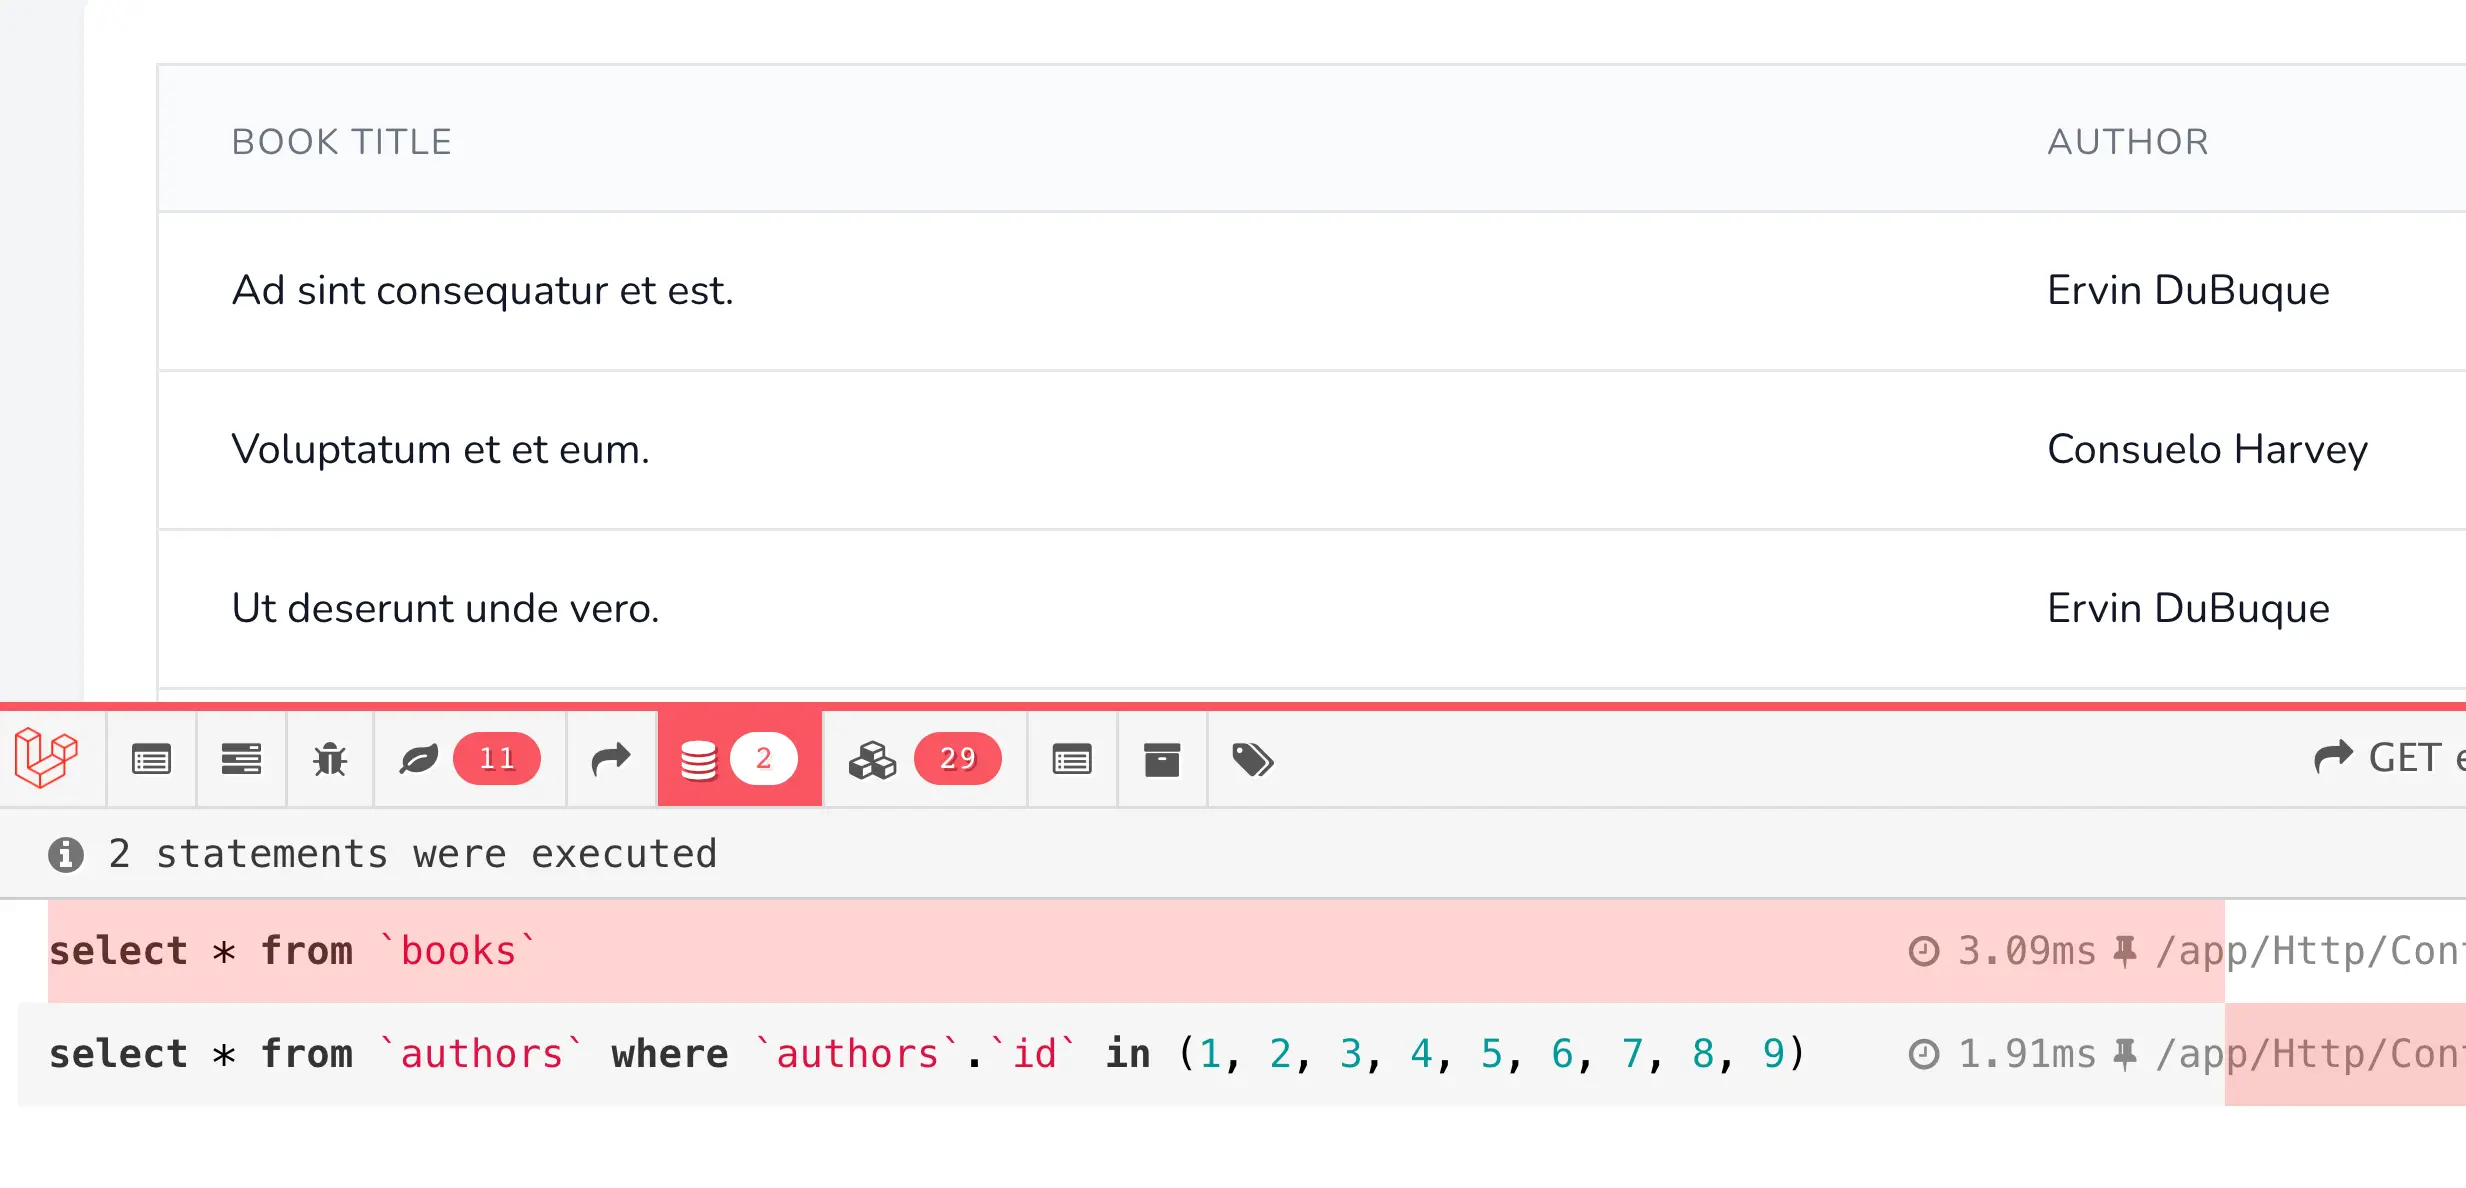 BOOK TITLE AUTHOR
Ad sint consequatur et est. Ervin DuBuque
Voluptatum et et eum. Consuelo Harvey
Ut deserunt unde vero. Ervin DuBuque
11 2 29 GET
2 statements were executed
select * from `books` 3.09ms /app/Http/Con
select * from `authors` where `authors`.`id` in (1, 2, 3, 4, 5, 6, 7, 8, 9) 1.91ms /app/Http/Con